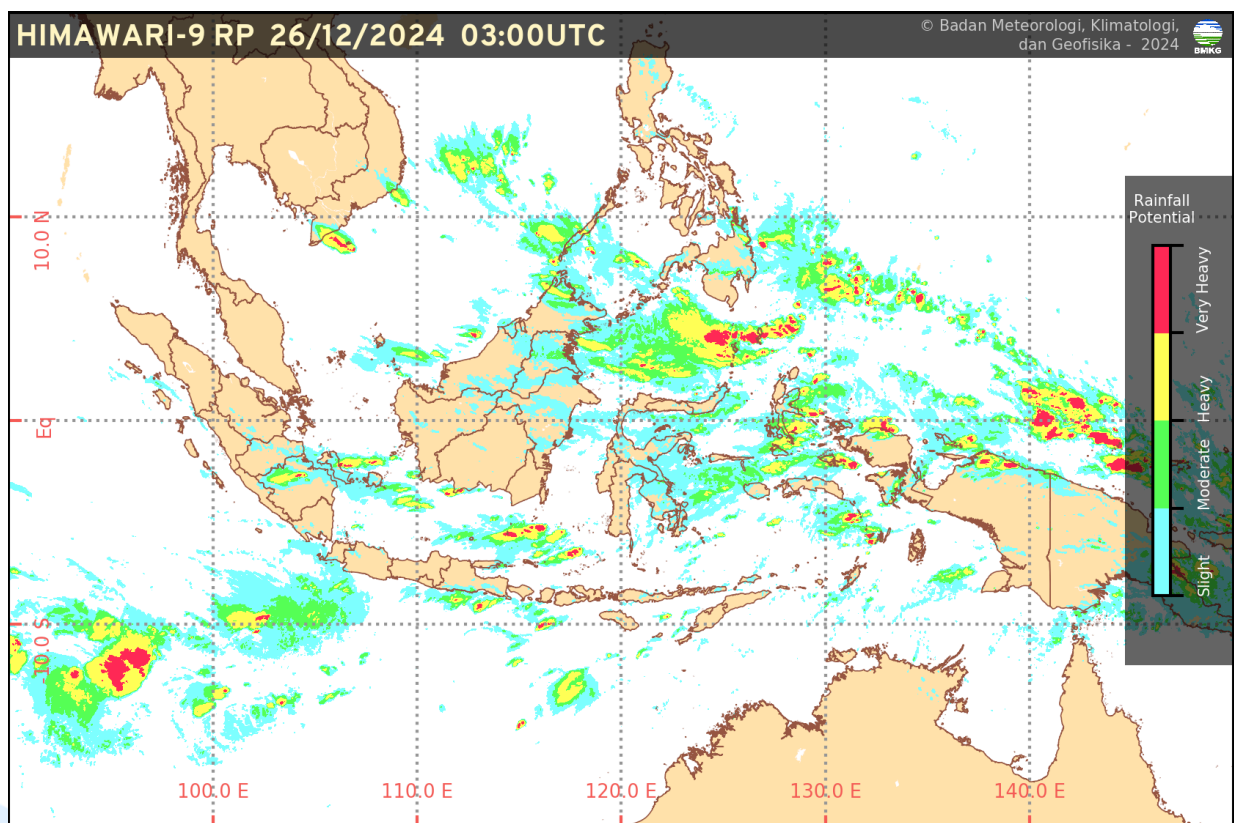 HIMAWARI-9 RP 26/12/2024 03:00UTC
© Badan Meteorologi, Klimatologi,
dan Geofisika - 2024
BMKG
Rainfall
Potential
Very Heavy
Heavy
Moderate
Slight
10.0 N
Eq
-10.0 S
100.0 E
110.0 E
120.0 E
130.0 E
140.0 E